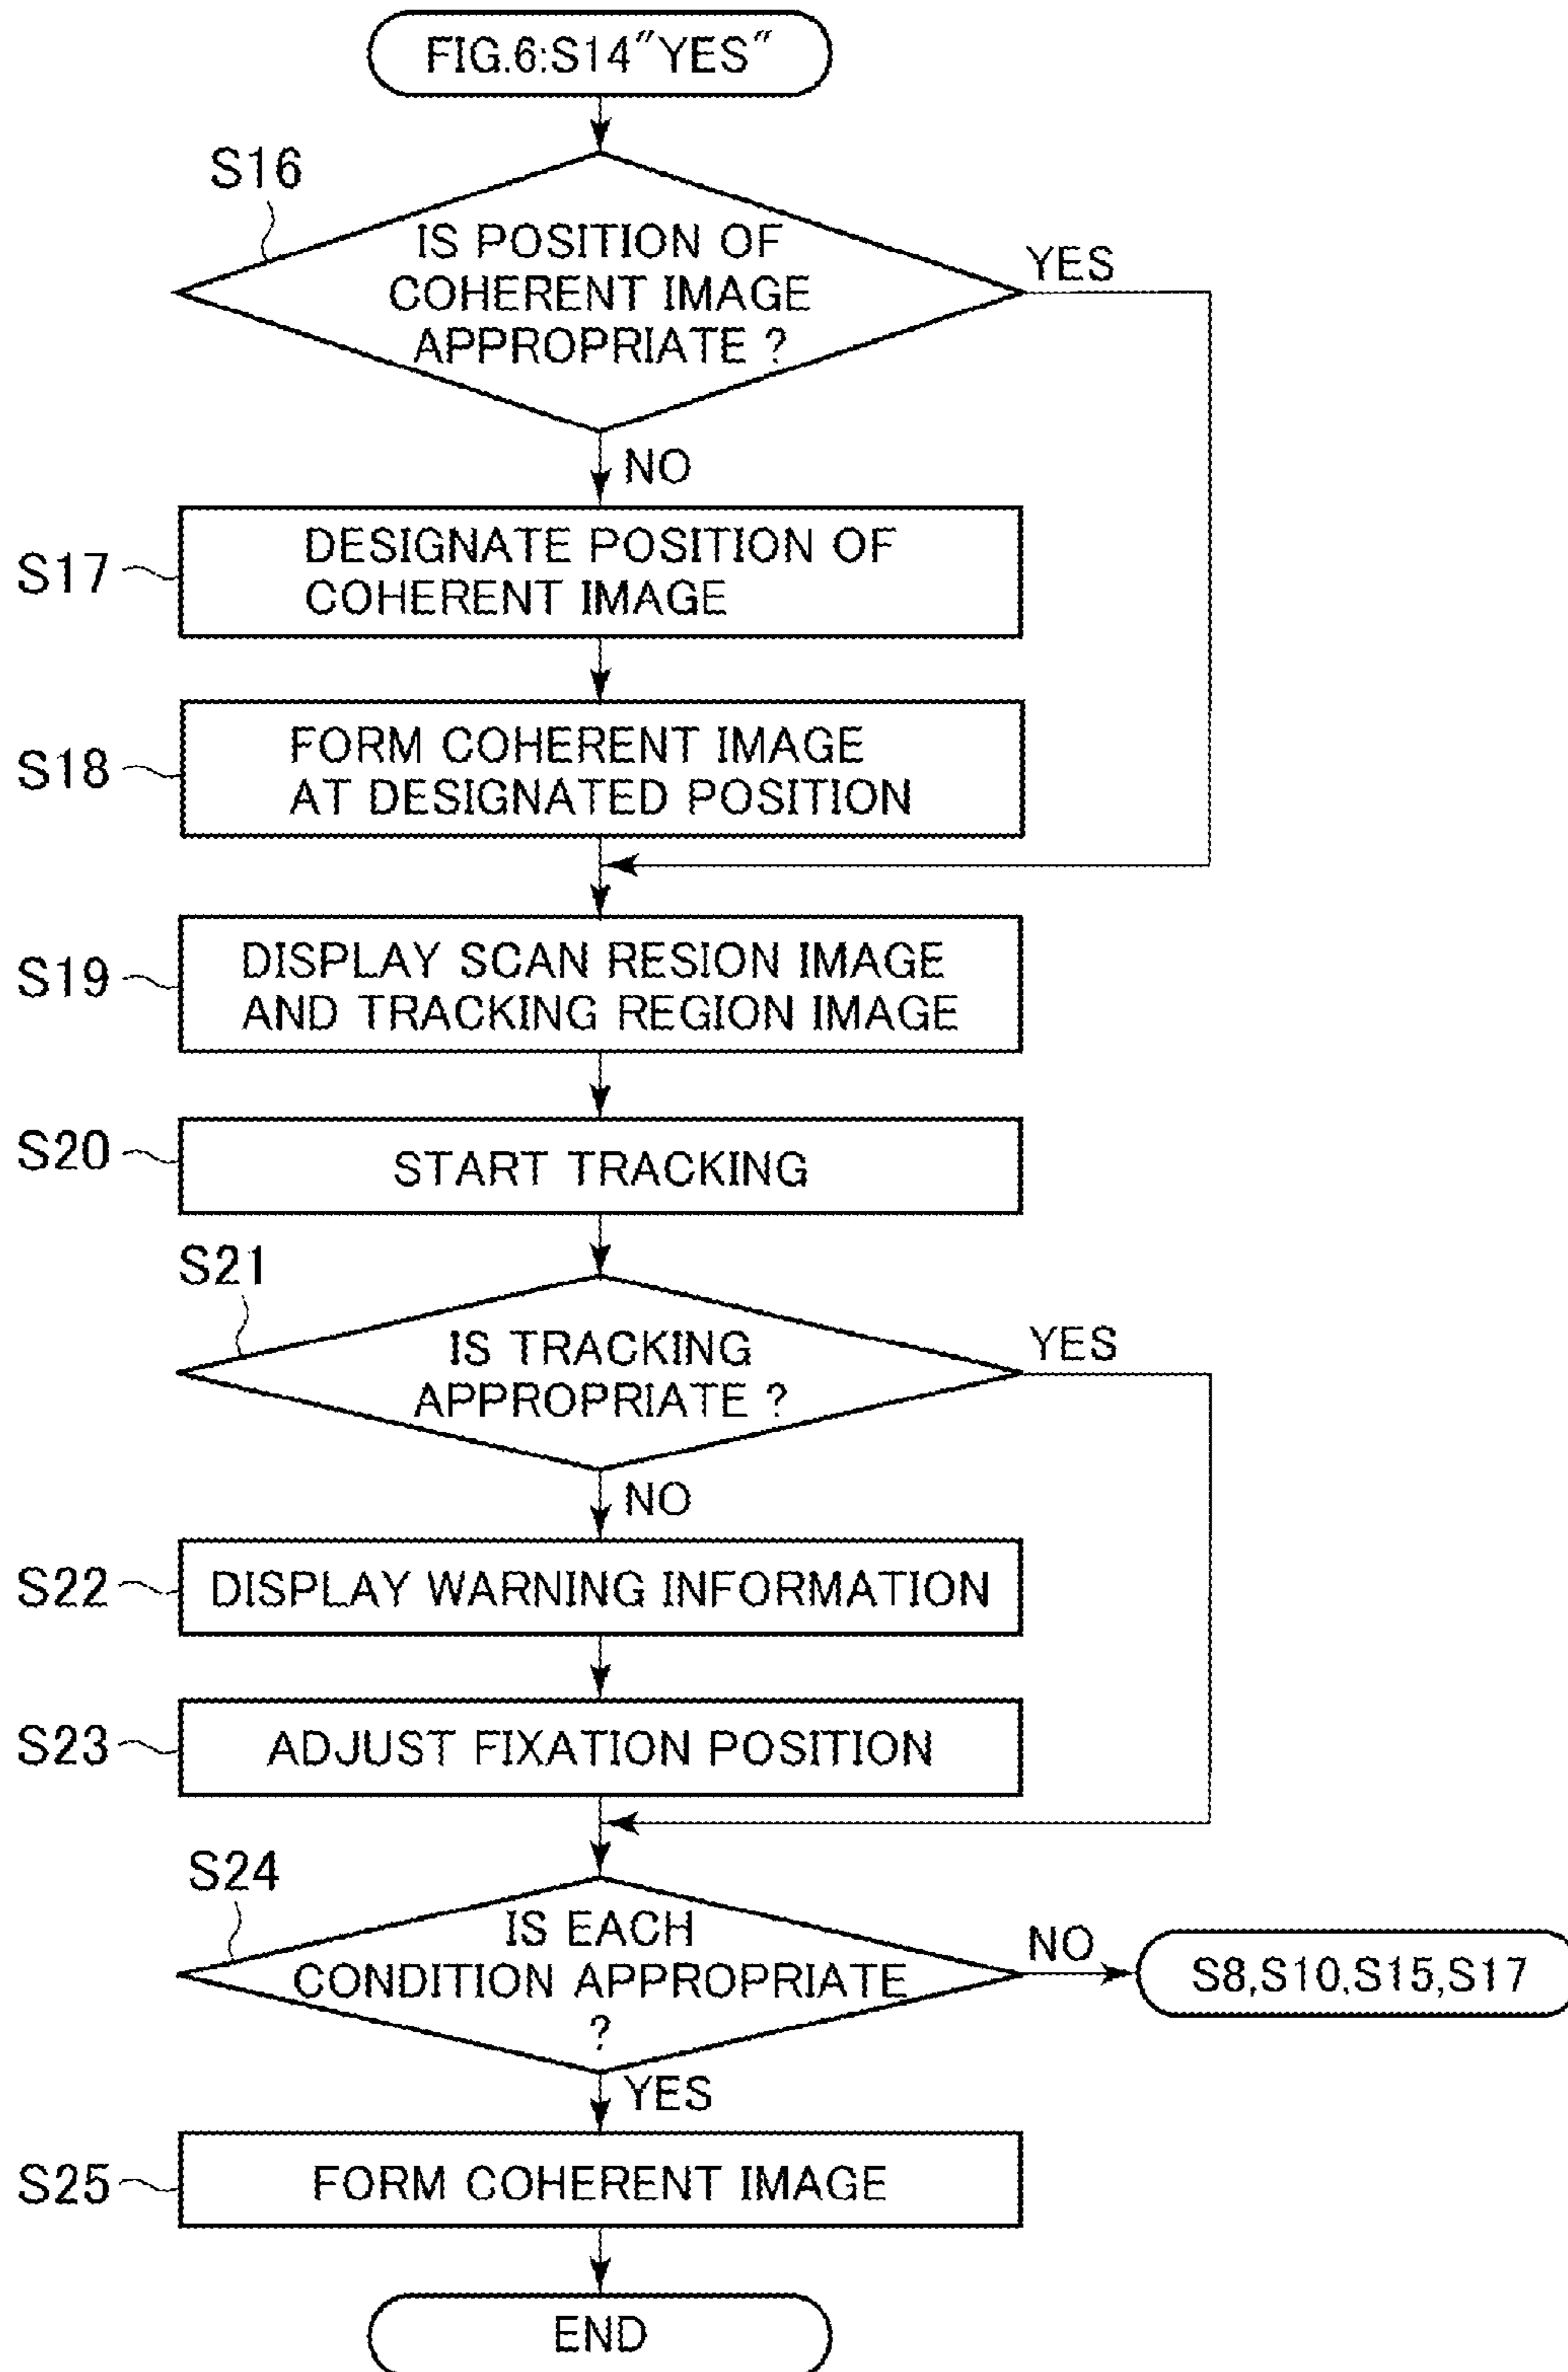 FIG.6:S14"YES"
S16
IS POSITION OF
COHERENT IMAGE
APPROPRIATE ?
YES
NO
S17
DESIGNATE POSITION OF
COHERENT IMAGE
S18
FORM COHERENT IMAGE
AT DESIGNATED POSITION
S19
DISPLAY SCAN RESION IMAGE
AND TRACKING REGION IMAGE
S20
START TRACKING
S21
IS TRACKING
APPROPRIATE ?
YES
NO
S22
DISPLAY WARNING INFORMATION
S23
ADJUST FIXATION POSITION
S24
IS EACH
CONDITION APPROPRIATE
?
NO
S8,S10,S15,S17
YES
S25
FORM COHERENT IMAGE
END